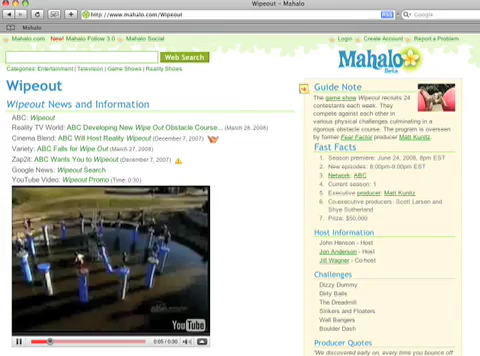 Wipeout – Mahalo
http://www.mahalo.com/Wipeout
RSS
Google
Mahalo
Mahalo.com New! Mahalo Follow 3.0 Mahalo Social
Login Create Account Report a Problem
Web Search
Mahalo
Beta
Categories: Entertainment | Television | Game Shows | Reality Shows
Wipeout
Wipeout News and Information
ABC: Wipeout
Reality TV World: ABC Developing New Wipe Out Obstacle Course... (March 28, 2008)
Cinema Blend: ABC Will Host Reality Wipeout (December 7, 2007)
Variety: ABC Falls for Wipe Out (March 27, 2008)
Zap2it: ABC Wants You to Wipeout (December 7, 2007)
Google News: Wipeout Search
YouTube Video: Wipeout Promo (Time: 0:30)
YouTube
0:05 / 0:30
Guide Note
The game show Wipeout recruits 24
contestants each week. They
compete against each other in
various physical challenges culminating in a
rigorous obstacle course. The program is overseen
by former Fear Factor producer Matt Kunitz.
Fast Facts
1. Season premiere: June 24, 2008, 8pm EST
2. New episodes: 8:00pm-9:00pm EST
3. Network: ABC
4. Current season: 1
5. Executive producer: Matt Kunitz
6. Co-executive producers: Scott Larsen and
Shye Sutherland
7. Prize: $50,000
Host Information
John Henson - Host
Jon Anderson - Host
Jill Wagner - Co-host
Challenges
Dizzy Dummy
Dirty Balls
The Dreadmill
Sinkers and Floaters
Wall Bangers
Boulder Dash
Producer Quotes
"We discovered early on, every time you bounce off